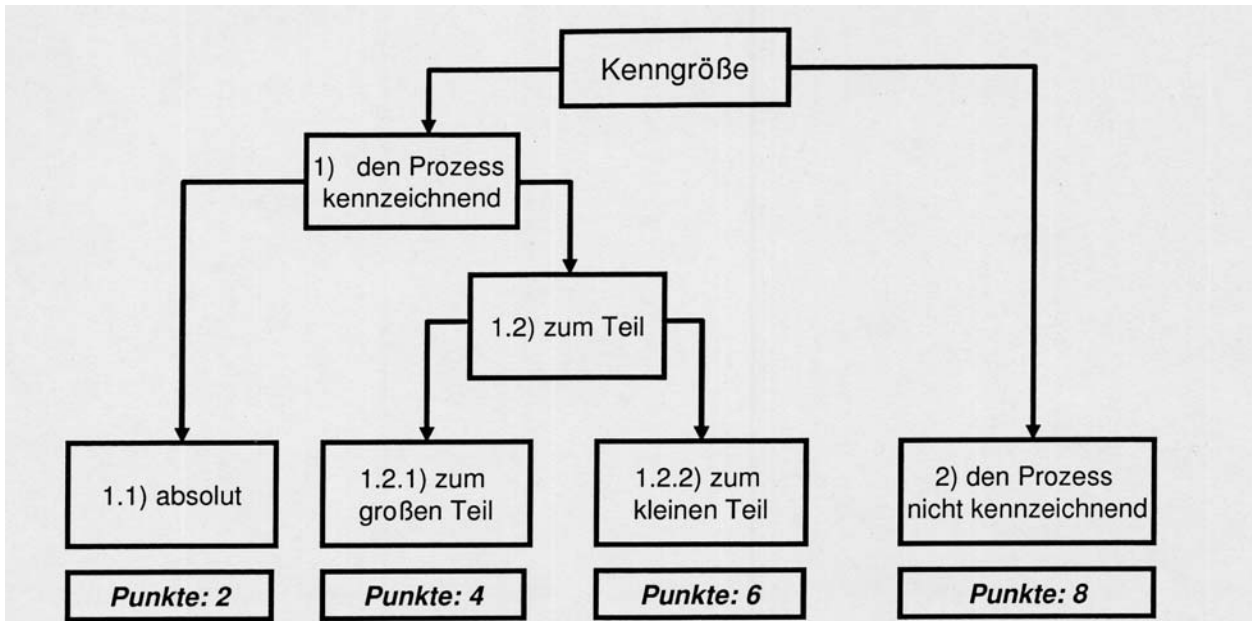 Kenngröße
1) den Prozess
kennzeichnend
1.2) zum Teil
1.1) absolut
1.2.1) zum
großen Teil
1.2.2) zum
kleinen Teil
2) den Prozess
nicht kennzeichnend
Punkte: 2
Punkte: 4
Punkte: 6
Punkte: 8